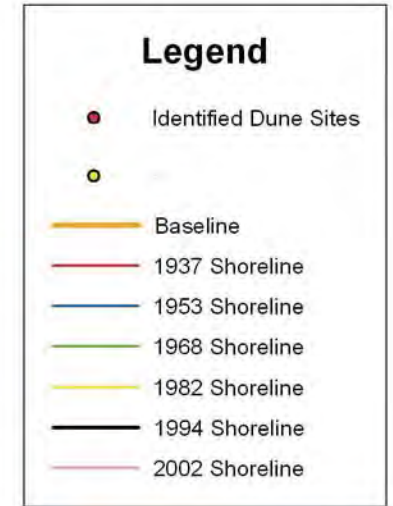 Legend
Identified Dune Sites
Baseline
1937 Shoreline
1953 Shoreline
1968 Shoreline
1982 Shoreline
1994 Shoreline
2002 Shoreline